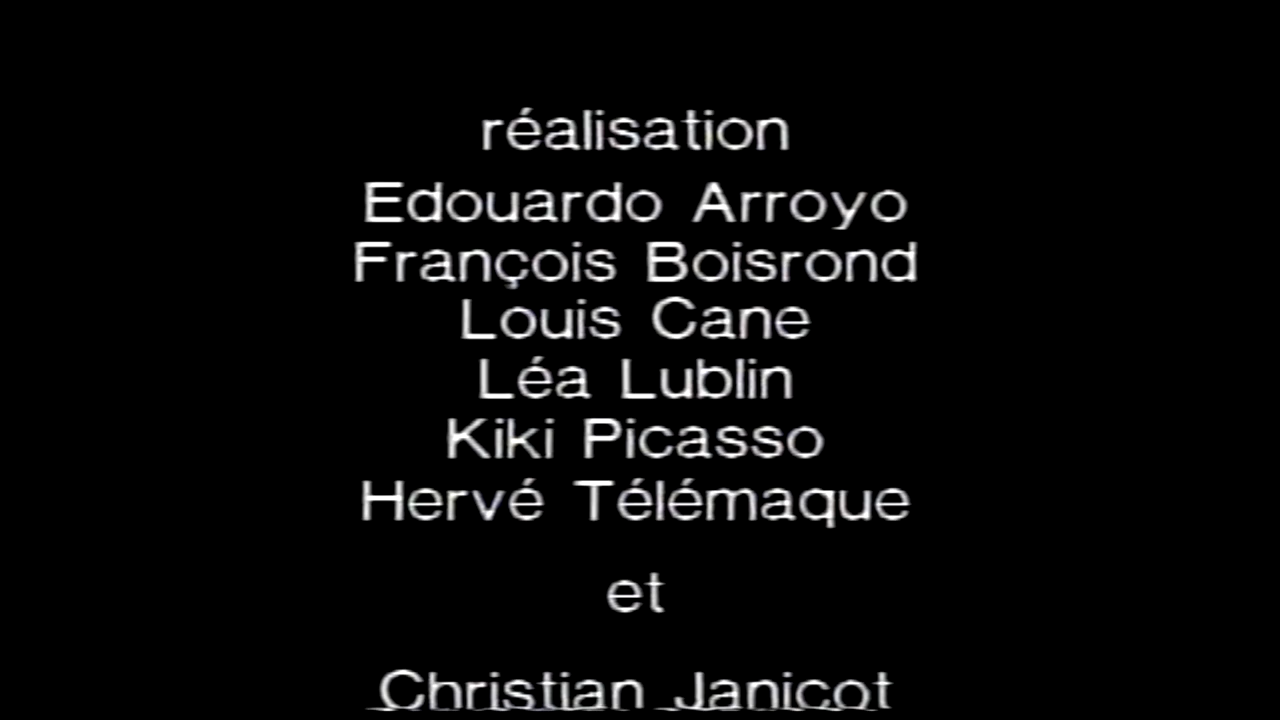 réalisation
Edouardo Arroyo
François Boisrond
Louis Cane
Léa Lublin
Kiki Picasso
Hervé Télémaque
et
Christian Janicot